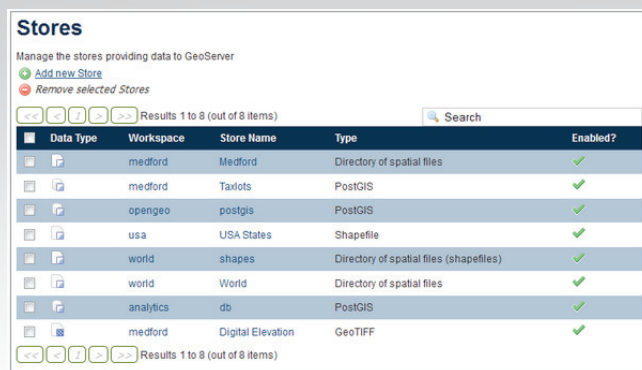 Stores
Manage the stores providing data to GeoServer
Add new Store
Remove selected Stores
<< < 1 > >> Results 1 to 8 (out of 8 items) Search
Data Type Workspace Store Name Type Enabled?
medford Medford Directory of spatial files
medford Taxlots PostGIS
opengeo postgis PostGIS
usa USA States Shapefile
world shapes Directory of spatial files (shapefiles)
world World Directory of spatial files
analytics db PostGIS
medford Digital Elevation GeoTIFF
<< < 1 > >> Results 1 to 8 (out of 8 items)